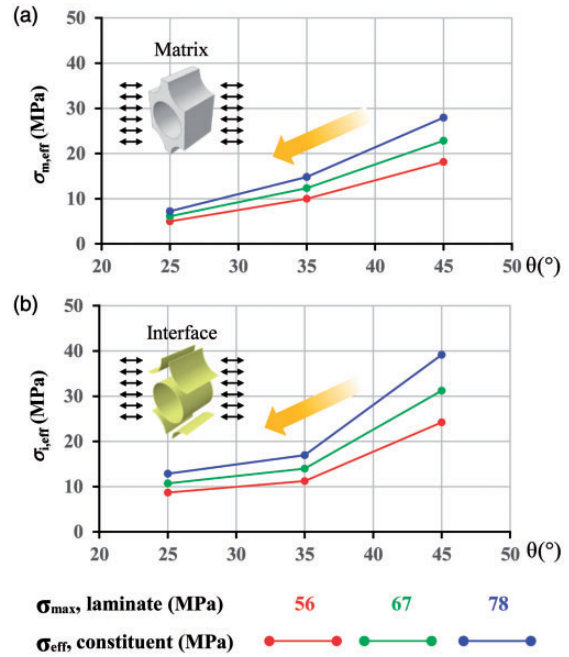 (a)
50
Matrix
40
30
20
10
0
σm,eff (MPa)
20 25 30 35 40 45 50 θ(°)
(b)
50
Interface
40
30
20
10
0
σi,eff (MPa)
20 25 30 35 40 45 50 θ(°)
σmax, laminate (MPa) 56 67 78
σeff, constituent (MPa)